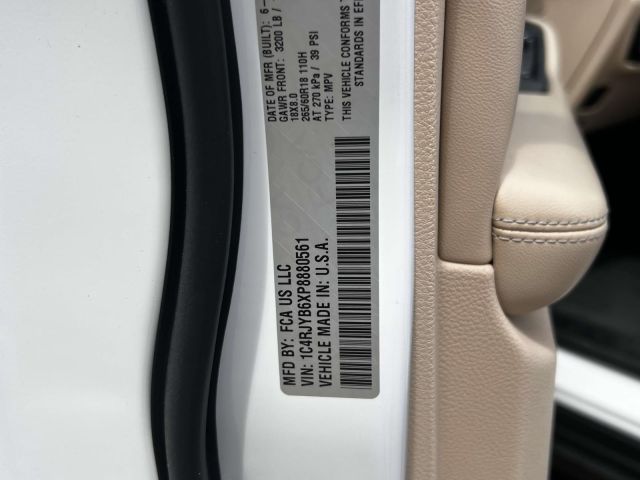 MFD BY: FCA US LLC
VIN: 1C4RJYB6XP8880561
VEHICLE MADE IN: U.S.A.
DATE OF MFR (BUILT): 6-
GAWR FRONT: 3200 LB /
18X8.0
265/60R18 110H
AT 270 kPa / 39 PSI
TYPE: MPV
THIS VEHICLE CONFORMS T
STANDARDS IN EF